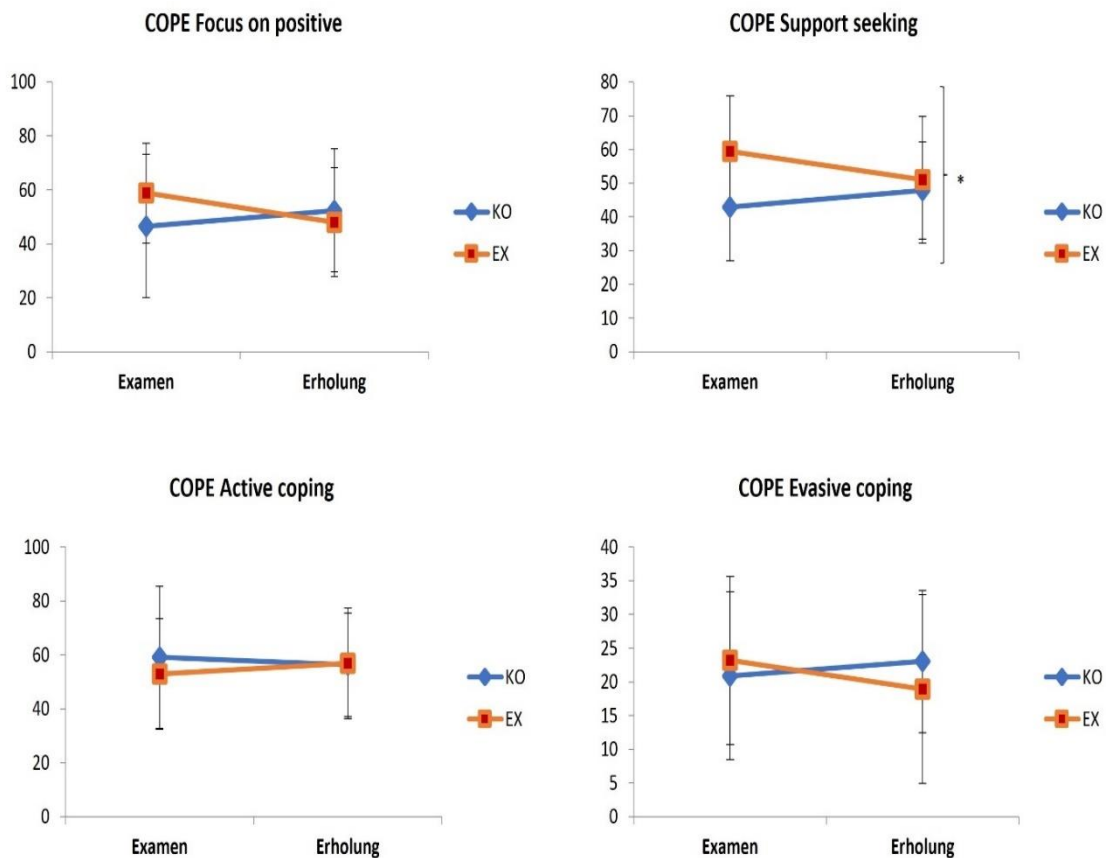 COPE Focus on positive
100
80
60
40
20
0
Examen Erholung
KO
EX
COPE Support seeking
80
70
60
50
40
30
20
10
0
Examen Erholung
*
KO
EX
COPE Active coping
100
80
60
40
20
0
Examen Erholung
KO
EX
COPE Evasive coping
40
35
30
25
20
15
10
5
0
Examen Erholung
KO
EX